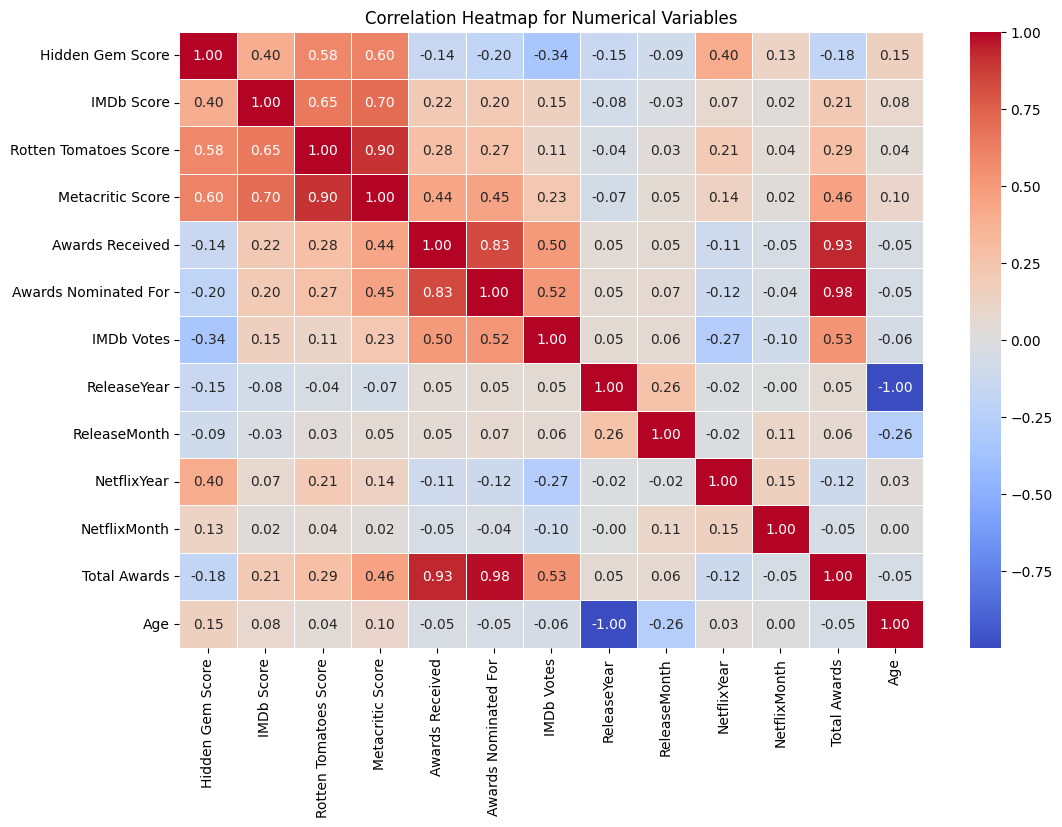 Correlation Heatmap for Numerical Variables
Hidden Gem Score 1.00 0.40 0.58 0.60 -0.14 -0.20 -0.34 -0.15 -0.09 0.40 0.13 -0.18 0.15
IMDb Score 0.40 1.00 0.65 0.70 0.22 0.20 0.15 -0.08 -0.03 0.07 0.02 0.21 0.08
Rotten Tomatoes Score 0.58 0.65 1.00 0.90 0.28 0.27 0.11 -0.04 0.03 0.21 0.04 0.29 0.04
Metacritic Score 0.60 0.70 0.90 1.00 0.44 0.45 0.23 -0.07 0.05 0.14 0.02 0.46 0.10
Awards Received -0.14 0.22 0.28 0.44 1.00 0.83 0.50 0.05 0.05 -0.11 -0.05 0.93 -0.05
Awards Nominated For -0.20 0.20 0.27 0.45 0.83 1.00 0.52 0.05 0.07 -0.12 -0.04 0.98 -0.05
IMDb Votes -0.34 0.15 0.11 0.23 0.50 0.52 1.00 0.05 0.06 -0.27 -0.10 0.53 -0.06
ReleaseYear -0.15 -0.08 -0.04 -0.07 0.05 0.05 0.05 1.00 0.26 -0.02 -0.00 0.05 -1.00
ReleaseMonth -0.09 -0.03 0.03 0.05 0.05 0.07 0.06 0.26 1.00 -0.02 0.11 0.06 -0.26
NetflixYear 0.40 0.07 0.21 0.14 -0.11 -0.12 -0.27 -0.02 -0.02 1.00 0.15 -0.12 0.03
NetflixMonth 0.13 0.02 0.04 0.02 -0.05 -0.04 -0.10 -0.00 0.11 0.15 1.00 -0.05 0.00
Total Awards -0.18 0.21 0.29 0.46 0.93 0.98 0.53 0.05 0.06 -0.12 -0.05 1.00 -0.05
Age 0.15 0.08 0.04 0.10 -0.05 -0.05 -0.06 -1.00 -0.26 0.03 0.00 -0.05 1.00
Hidden Gem Score
IMDb Score
Rotten Tomatoes Score
Metacritic Score
Awards Received
Awards Nominated For
IMDb Votes
ReleaseYear
ReleaseMonth
NetflixYear
NetflixMonth
Total Awards
Age
1.00
0.75
0.50
0.25
0.00
−0.25
−0.50
−0.75